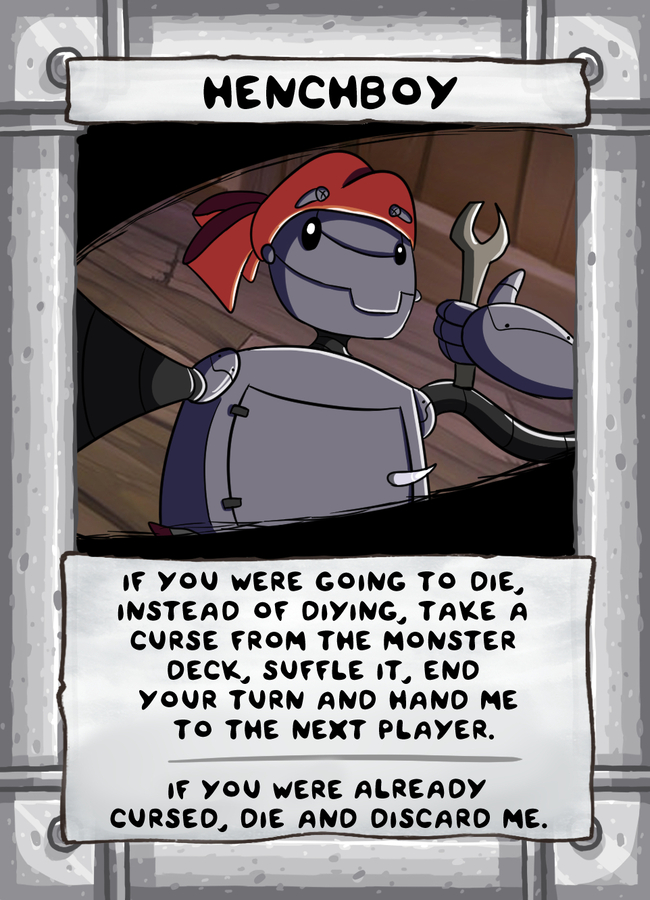 HENCHBOY
IF YOU WERE GOING TO DIE,
INSTEAD OF DIYING, TAKE A
CURSE FROM THE MONSTER
DECK, SUFFLE IT, END
YOUR TURN AND HAND ME
TO THE NEXT PLAYER.
IF YOU WERE ALREADY
CURSED, DIE AND DISCARD ME.